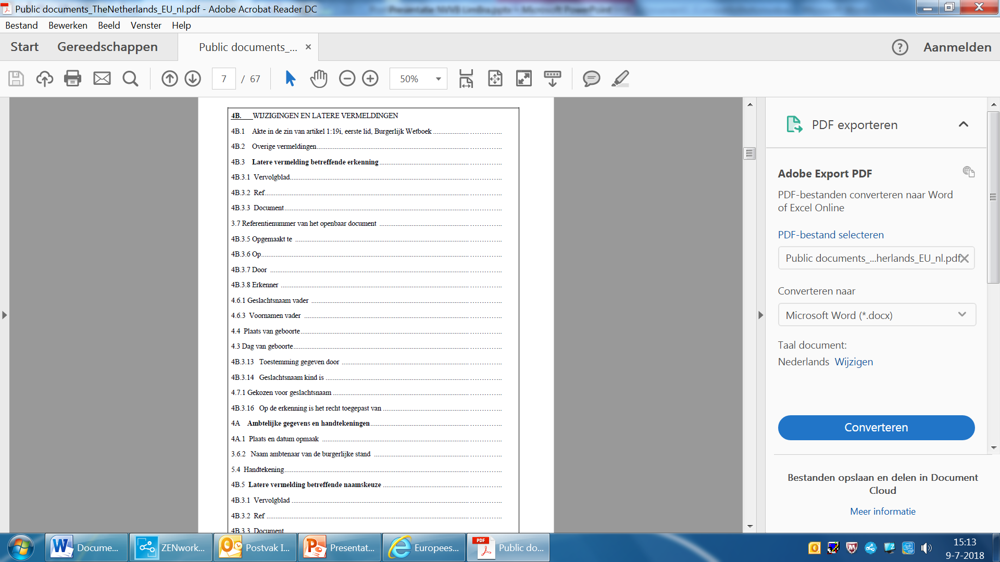 Public documents_TheNetherlands_EU_nl.pdf - Adobe Acrobat Reader DC
Presentatie NVVB Limbra.pptx - Microsoft PowerPoint
Bestand Bewerken Beeld Venster Help
Start Gereedschappen Public documents_... × ? Aanmelden
7 / 67 50%
4B. WIJZIGINGEN EN LATERE VERMELDINGEN
4B.1 Akte in de zin van artikel 1:19i, eerste lid, Burgerlijk Wetboek
4B.2 Overige vermeldingen
4B.3 Latere vermelding betreffende erkenning
4B.3.1 Vervolgblad
4B.3.2 Ref
4B.3.3 Document
3.7 Referentienummer van het openbaar document
4B.3.5 Opgemaakt te
4B.3.6 Op
4B.3.7 Door
4B.3.8 Erkenner
4.6.1 Geslachtsnaam vader
4.6.3 Voornamen vader
4.4 Plaats van geboorte
4.3 Dag van geboorte
4B.3.13 Toestemming gegeven door
4B.3.14 Geslachtsnaam kind is
4.7.1 Gekozen voor geslachtsnaam
4B.3.16 Op de erkenning is het recht toegepast van
4A Ambtelijke gegevens en handtekeningen
4A.1 Plaats en datum opmaak
3.6.2 Naam ambtenaar van de burgerlijke stand
5.4 Handtekening
4B.5 Latere vermelding betreffende naamskeuze
4B.3.1 Vervolgblad
4B.3.2 Ref
4B.3.3 Document
PDF exporteren
Adobe Export PDF
PDF-bestanden converteren naar Word
of Excel Online
PDF-bestand selecteren
Public documents_...herlands_EU_nl.pdf
Converteren naar
Microsoft Word (*.docx)
Taal document:
Nederlands Wijzigen
Converteren
Bestanden opslaan en delen in Document
Cloud
Meer informatie
Docume... ZENwork... Postvak I... Presentat... Europees... Public do...
15:13
9-7-2018